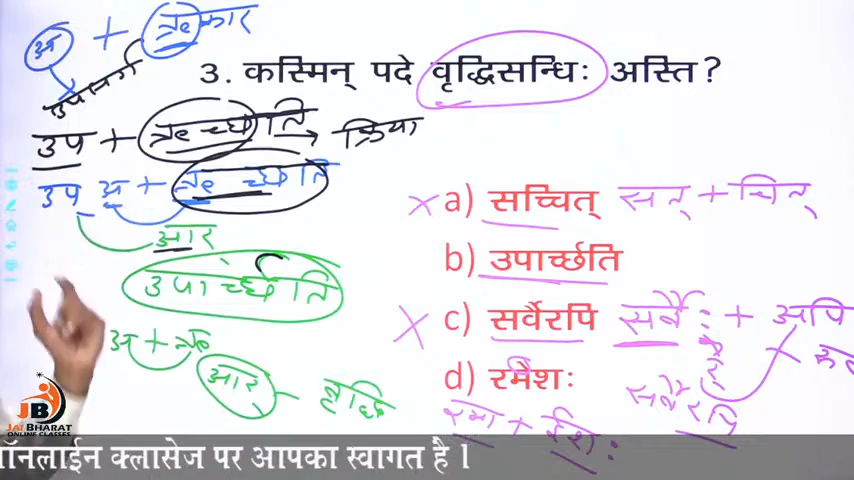 अ + ऋकार
उपसर्ग
3. कस्मिन् पदे वृद्धिसन्धिः अस्ति?
उप + ऋच्छति → क्रिया
उप अ + ऋच्छति
आर
उपार्च्छति
अ + ऋ
आर - वृद्धि
× a) सच्चित् सत् + चित्
b) उपार्च्छति
× c) सर्वैरपि सर्वैः + अपि
सर्वैरपि
d) रमेशः
रमा + ईशः
JB
JAI BHARAT
ONLINE CLASSES
ऑनलाईन क्लासेज पर आपका स्वागत है ।